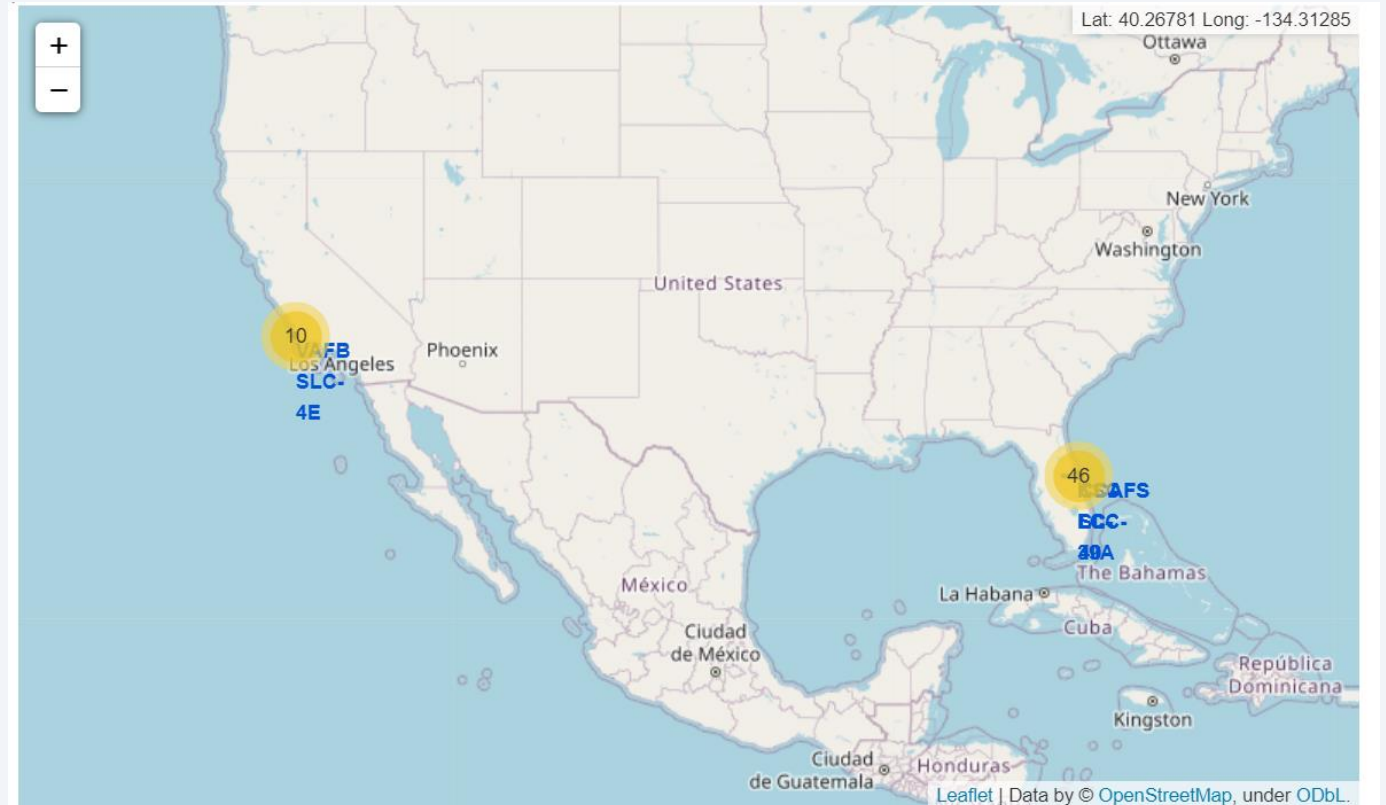 +
−
Lat: 40.26781 Long: -134.31285
Ottawa
New York
Washington
United States
10
VAFB
Los Angeles
SLC-
4E
Phoenix
46
The Bahamas
La Habana
México
Cuba
Ciudad
de México
República
Dominicana
Kingston
Ciudad
de Guatemala
Honduras
Leaflet | Data by © OpenStreetMap, under ODbL.